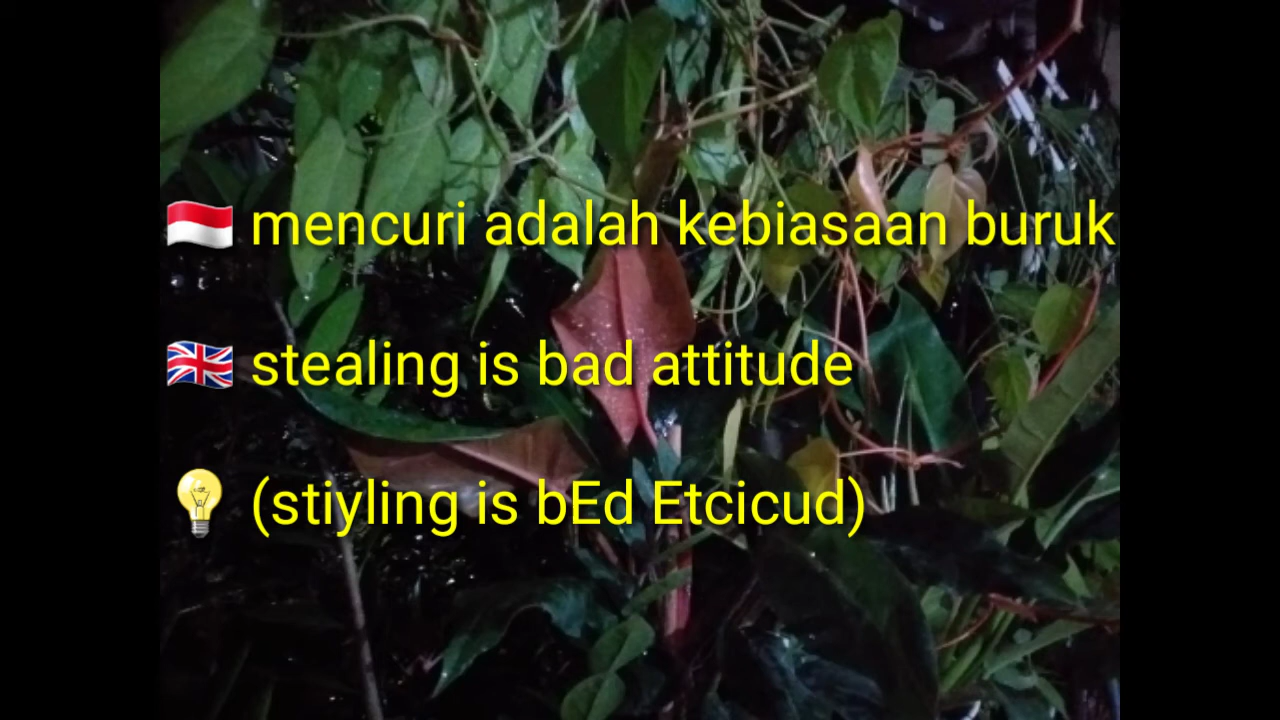 mencuri adalah kebiasaan buruk
stealing is bad attitude
(stiyling is bEd Etcicud)